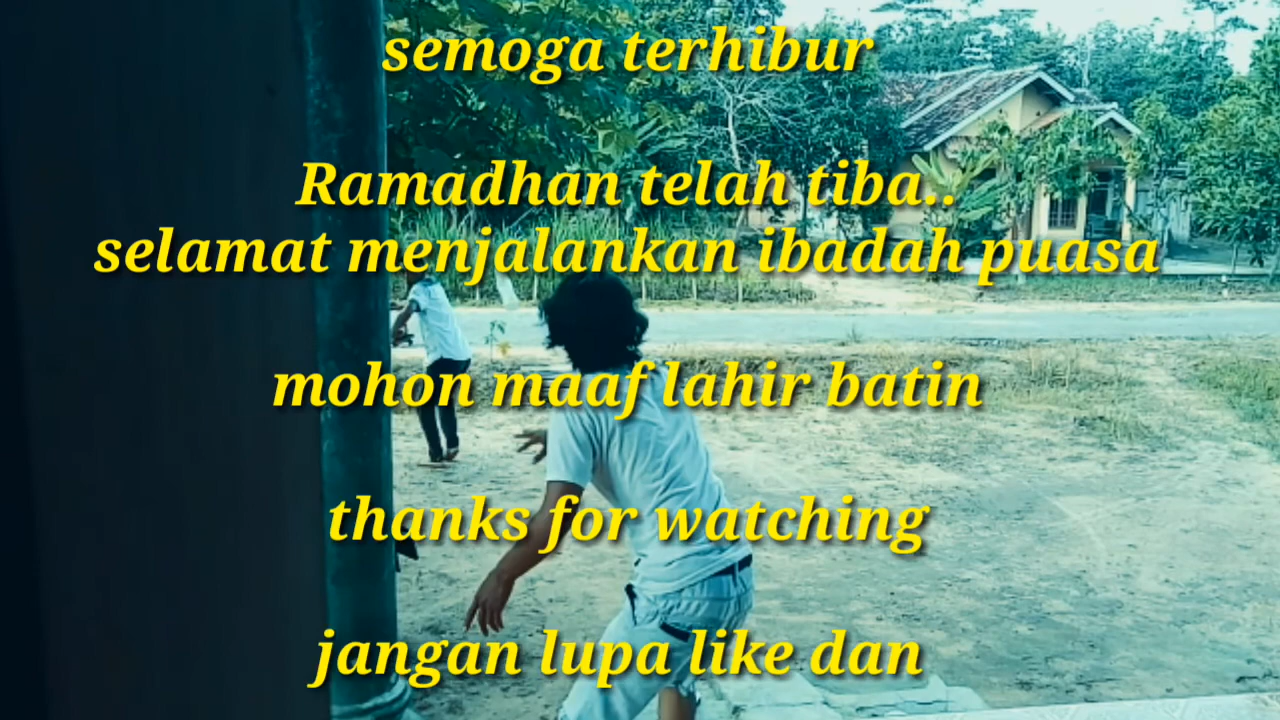 semoga terhibur
Ramadhan telah tiba..
selamat menjalankan ibadah puasa
mohon maaf lahir batin
thanks for watching
jangan lupa like dan